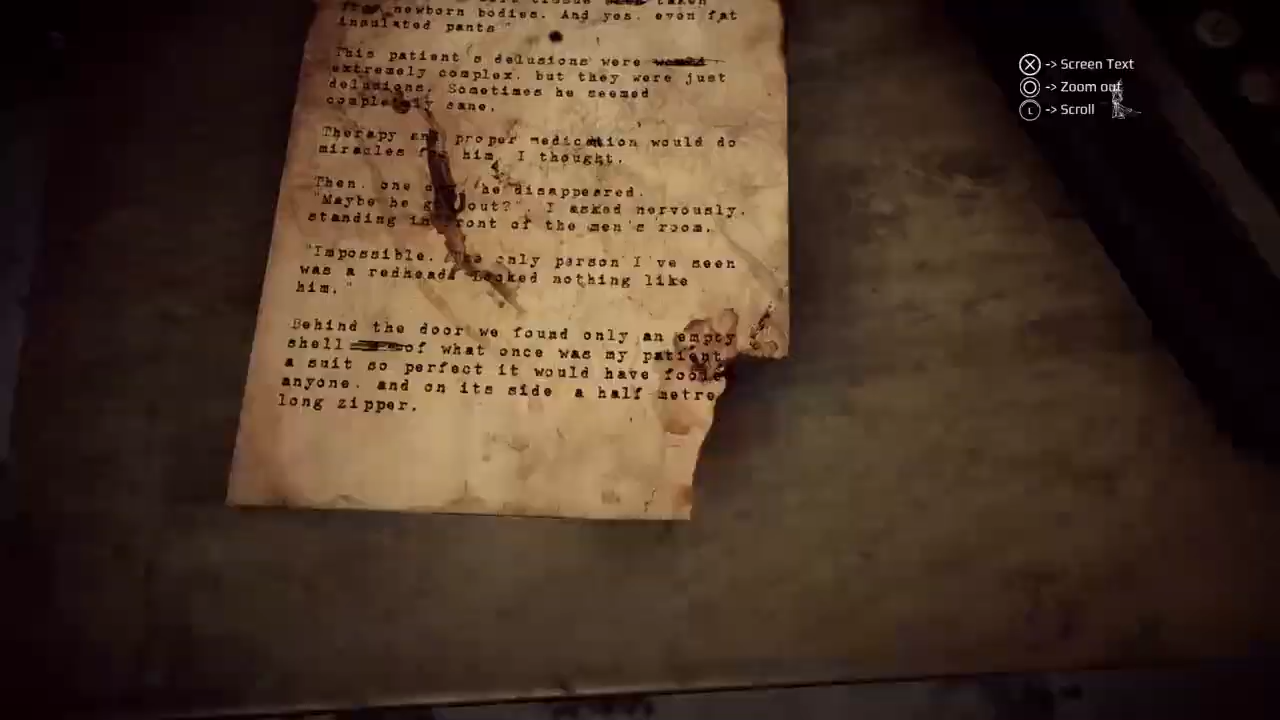 newborn bodies. And yes. even fat
insulated pants"
This patient's delusions were
extremely complex. but they were just
delusions. Sometimes he seemed
completely sane.
Therapy and proper medication would do
miracles for him. I thought.
Then. one day he disappeared.
"Maybe he got out?". I asked nervously.
standing in front of the men's room.
"Impossible. The only person I've seen
was a redhead. Looked nothing like
him."
Behind the door we found only an empty
shell of what once was my patient
a suit so perfect it would have fooled
anyone. and on its side a half metre
long zipper.
-> Screen Text
-> Zoom out
L -> Scroll